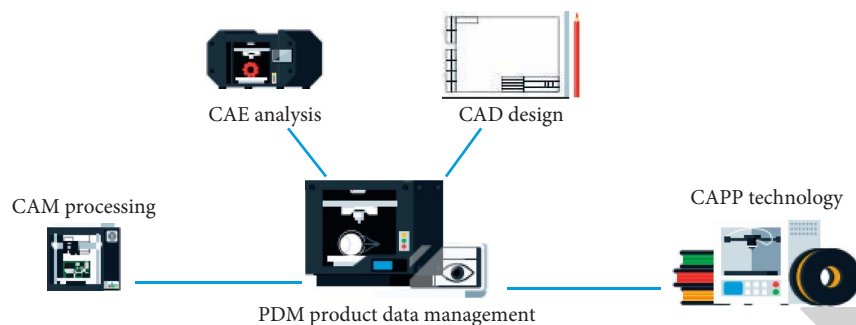 CAE analysis
CAD design
CAM processing
CAPP technology
PDM product data management